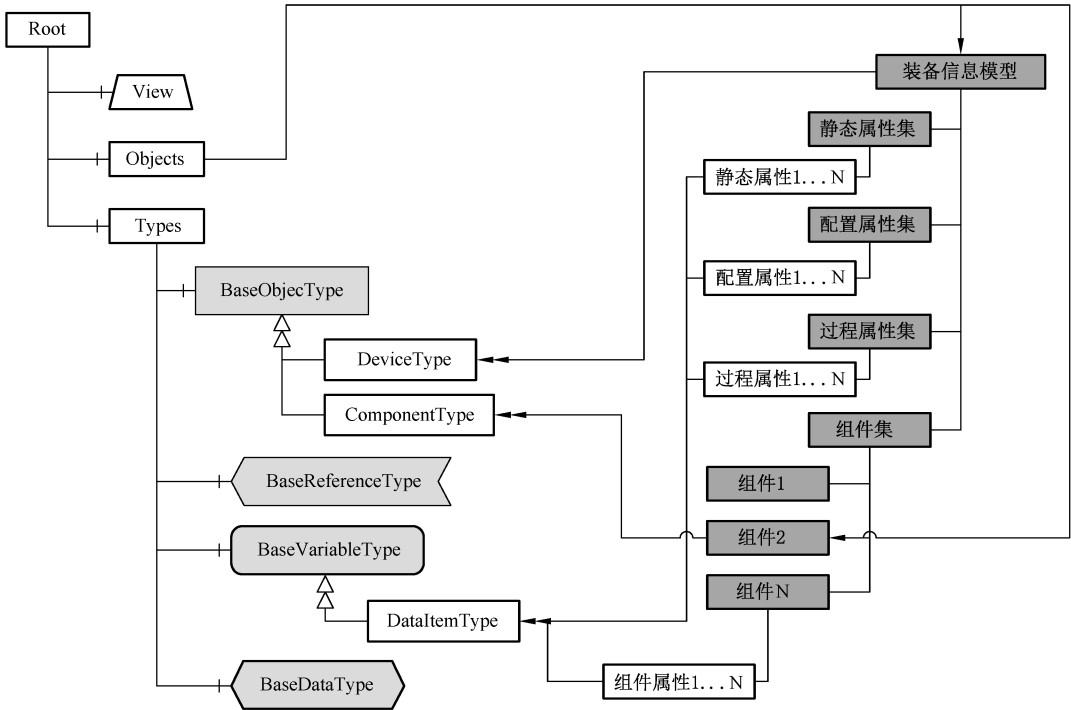 Root
装备信息模型
View
静态属性集
Objects
静态属性1...N
Types
配置属性集
配置属性1...N
BaseObjecType
过程属性集
DeviceType
过程属性1...N
ComponentType
组件集
BaseReferenceType
组件1
组件2
BaseVariableType
组件N
DataItemType
组件属性1...N
BaseDataType